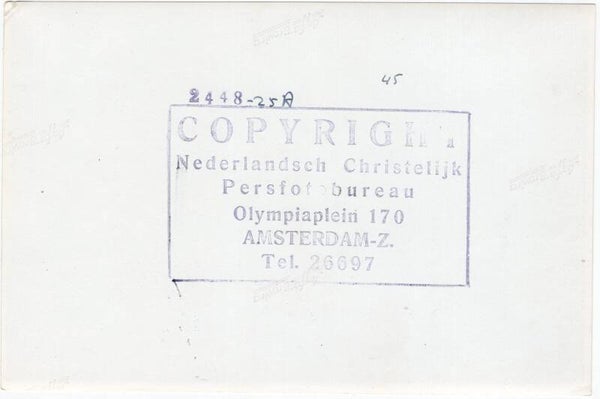 45
2448-25A
COPYRIGHT
Nederlandsch Christelijk
Persfotobureau
Olympiaplein 170
AMSTERDAM-Z.
Tel. 26697